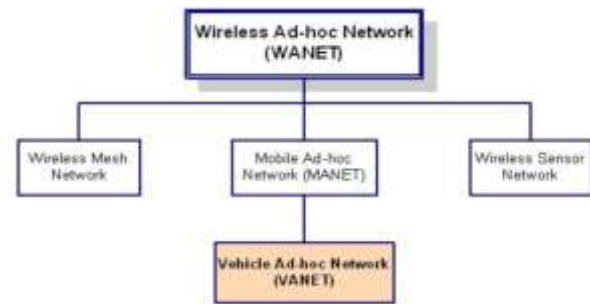 Wireless Ad-hoc Network
(WANET)
Wireless Mesh
Network
Mobile Ad-hoc
Network (MANET)
Wireless Sensor
Network
Vehicle Ad-hoc Network
(VANET)